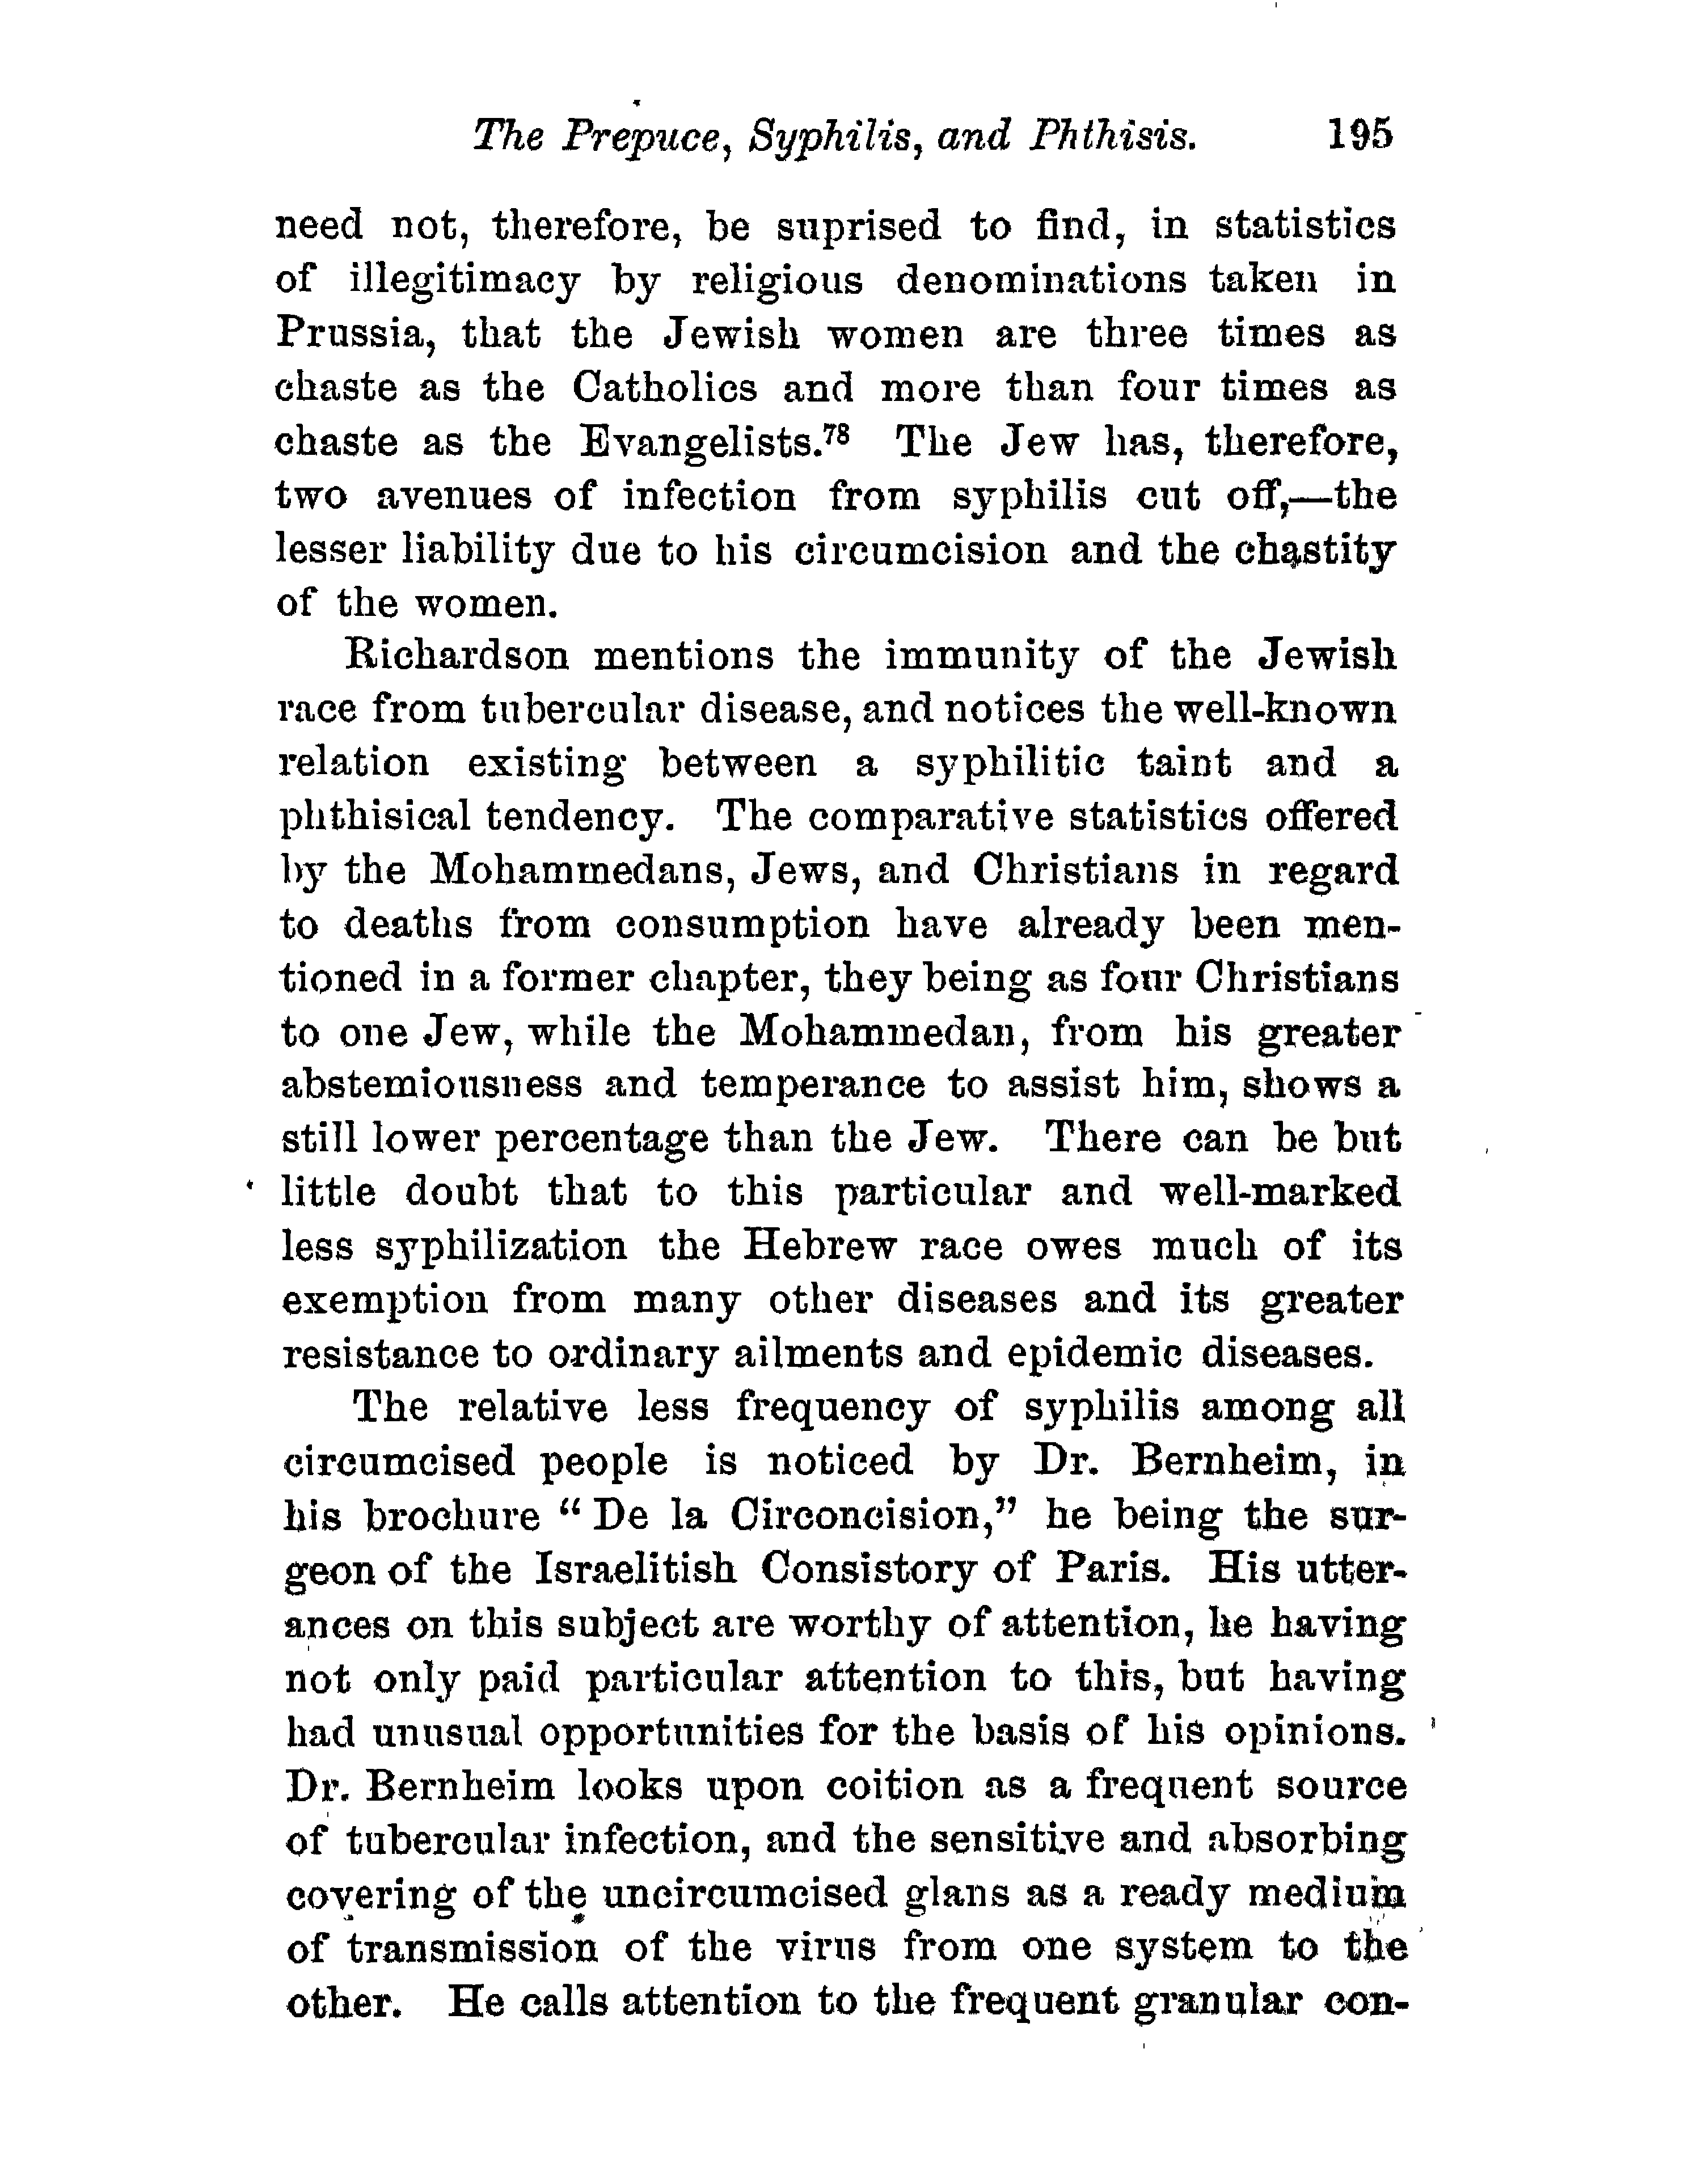 The Prepuce, Syphilis, and Phthisis. 195
need not, therefore, be suprised to find, in statistics
of illegitimacy by religious denominations taken in
Prussia, that the Jewish women are three times as
chaste as the Catholics and more than four times as
chaste as the Evangelists.⁷⁸ The Jew has, therefore,
two avenues of infection from syphilis cut off,—the
lesser liability due to his circumcision and the chastity
of the women.
Richardson mentions the immunity of the Jewish
race from tubercular disease, and notices the well-known
relation existing between a syphilitic taint and a
phthisical tendency. The comparative statistics offered
by the Mohammedans, Jews, and Christians in regard
to deaths from consumption have already been men-
tioned in a former chapter, they being as four Christians
to one Jew, while the Mohammedan, from his greater
abstemiousness and temperance to assist him, shows a
still lower percentage than the Jew. There can be but
little doubt that to this particular and well-marked
less syphilization the Hebrew race owes much of its
exemption from many other diseases and its greater
resistance to ordinary ailments and epidemic diseases.
The relative less frequency of syphilis among all
circumcised people is noticed by Dr. Bernheim, in
his brochure “De la Circoncision,” he being the sur-
geon of the Israelitish Consistory of Paris. His utter-
ances on this subject are worthy of attention, he having
not only paid particular attention to this, but having
had unusual opportunities for the basis of his opinions.
Dr. Bernheim looks upon coition as a frequent source
of tubercular infection, and the sensitive and absorbing
covering of the uncircumcised glans as a ready medium
of transmission of the virus from one system to the
other. He calls attention to the frequent granular con-